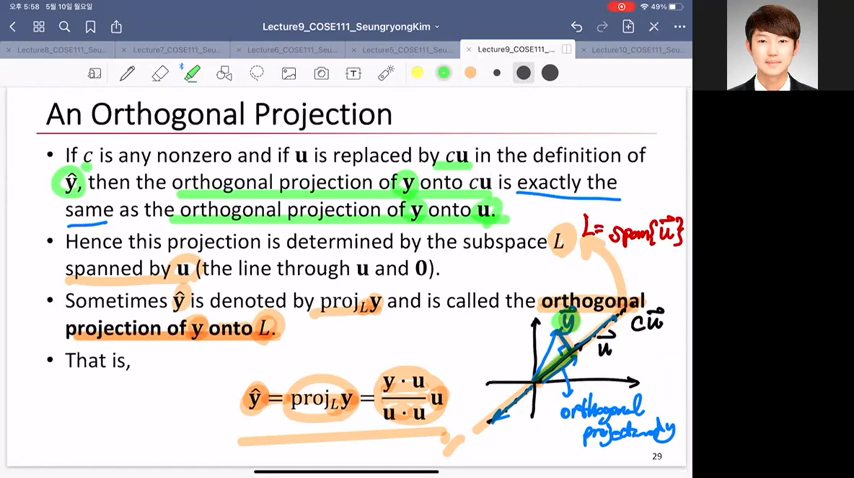 오후 5:58 5월 10일 월요일
49%
Lecture9_COSE111_SeungryongKim
Lecture8_COSE111_Seu...
Lecture7_COSE111_Seu...
Lecture6_COSE111_Seu...
Lecture5_COSE111_Seu...
Lecture9_COSE111_...
Lecture10_COSE111_Se...
An Orthogonal Projection
• If c is any nonzero and if u is replaced by cu in the definition of
ŷ, then the orthogonal projection of y onto cu is exactly the
same as the orthogonal projection of y onto u.
L = span{u⃗}
• Hence this projection is determined by the subspace L
spanned by u (the line through u and 0).
• Sometimes ŷ is denoted by proj_L y and is called the orthogonal
projection of y onto L.
y⃗
cu⃗
u⃗
• That is,
ŷ = proj_L y = (y · u)/(u · u) u
orthogonal
projection of y
29